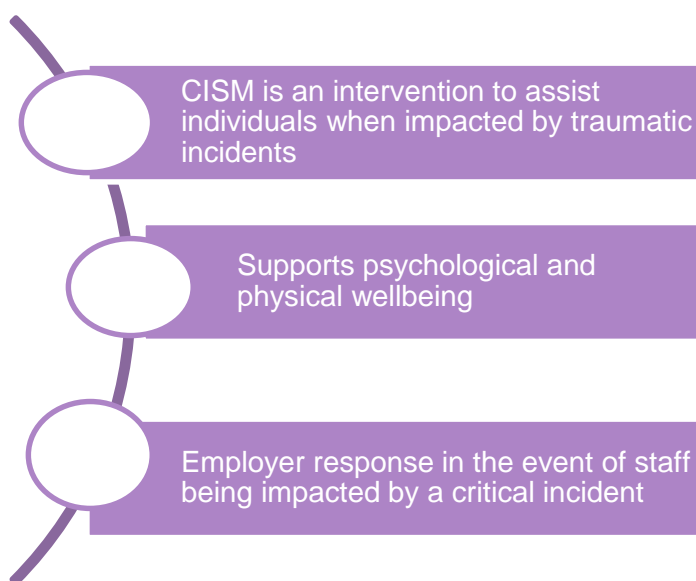 CISM is an intervention to assist
individuals when impacted by traumatic
incidents
Supports psychological and
physical wellbeing
Employer response in the event of staff
being impacted by a critical incident